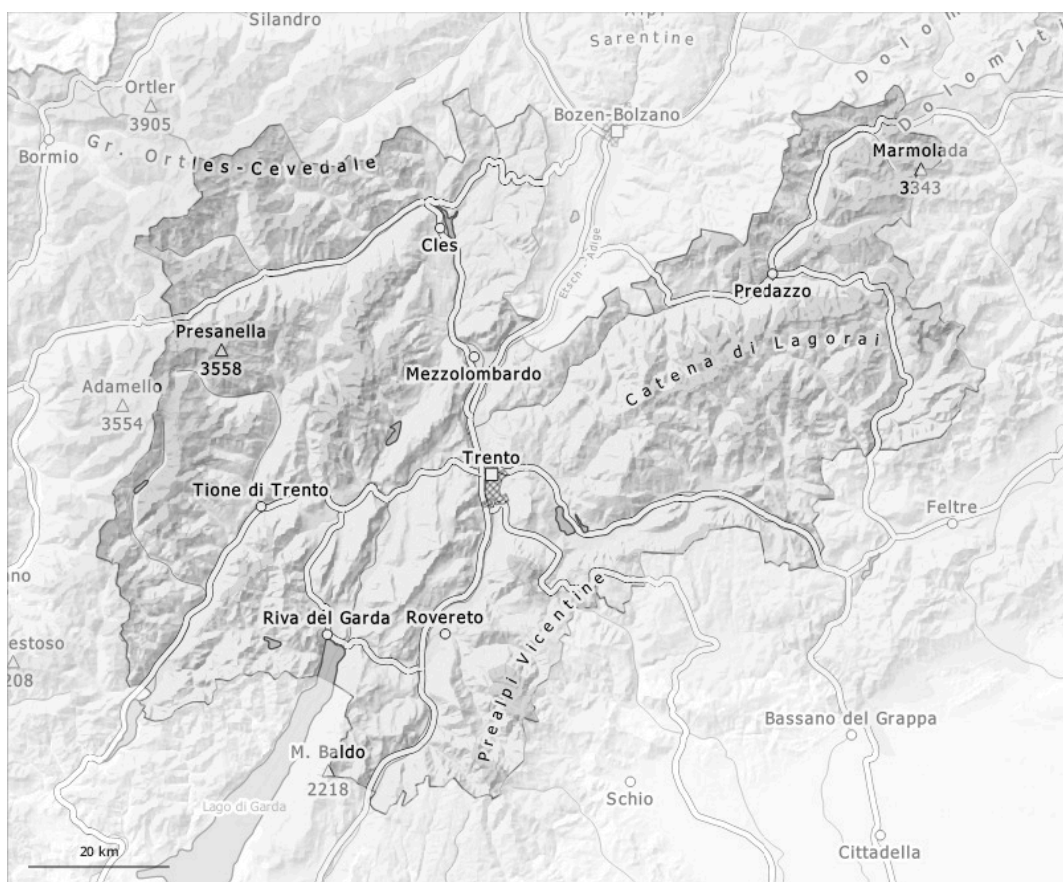 Silandro
Sarentine
Ortler
3905
Bozen-Bolzano
Bormio
Gr. Ortles-Cevedale
Dolomiti
Marmolada
3343
Cles
Etsch - Adige
Predazzo
Presanella
3558
Mezzolombardo
Catena di Lagorai
Adamello
3554
Trento
Tione di Trento
Feltre
Riva del Garda
Rovereto
Prealpi Vicentine
208
Bassano del Grappa
M. Baldo
2218
Lago di Garda
Schio
20 km
Cittadella